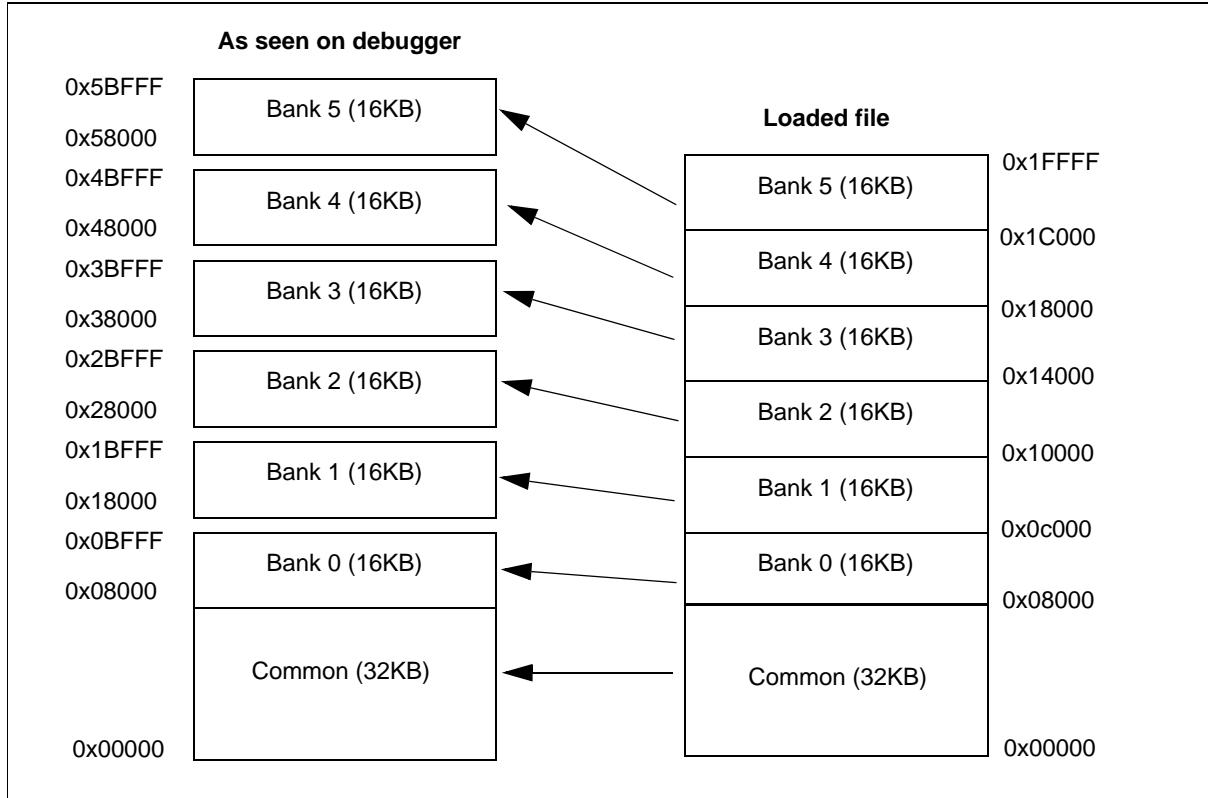 As seen on debugger
0x5BFFF
Bank 5 (16KB)
0x58000
0x4BFFF
Bank 4 (16KB)
0x48000
0x3BFFF
Bank 3 (16KB)
0x38000
0x2BFFF
Bank 2 (16KB)
0x28000
0x1BFFF
Bank 1 (16KB)
0x18000
0x0BFFF
Bank 0 (16KB)
0x08000
Common (32KB)
0x00000
Loaded file
0x1FFFF
Bank 5 (16KB)
0x1C000
Bank 4 (16KB)
0x18000
Bank 3 (16KB)
0x14000
Bank 2 (16KB)
0x10000
Bank 1 (16KB)
0x0c000
Bank 0 (16KB)
0x08000
Common (32KB)
0x00000